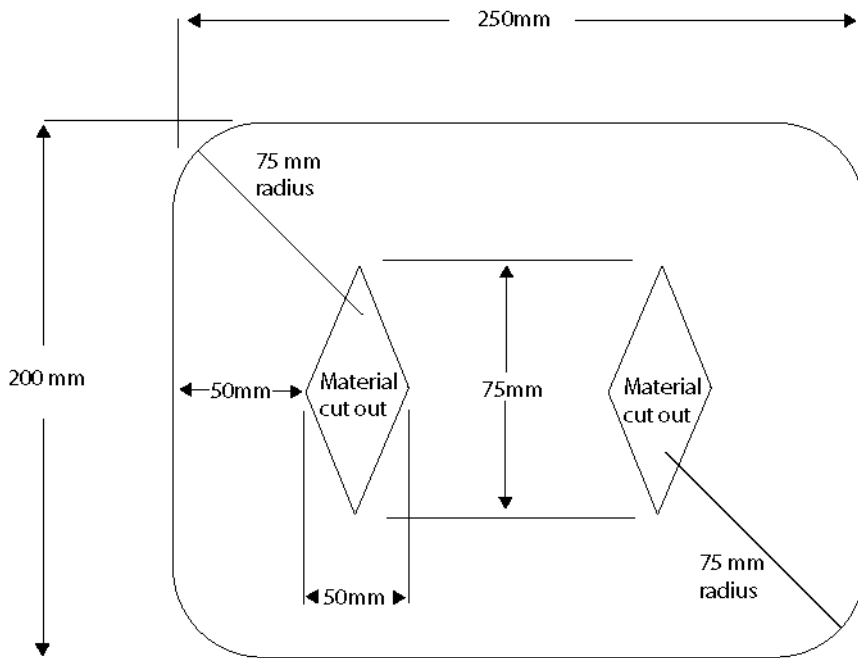 250mm
75 mm
radius
200 mm
50mm
Material
cut out
75mm
Material
cut out
75 mm
radius
50mm